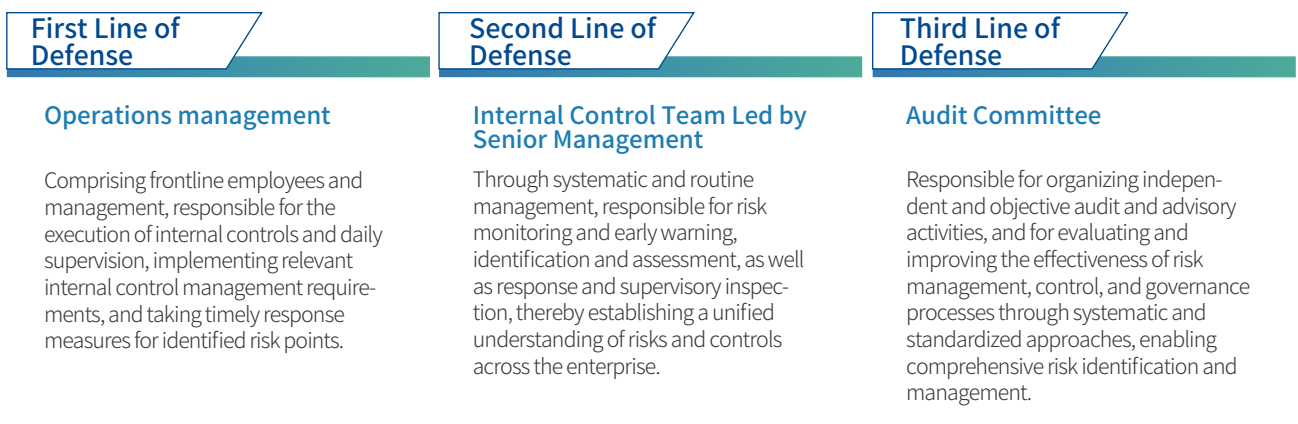 First Line of
Defense
Operations management
Comprising frontline employees and
management, responsible for the
execution of internal controls and daily
supervision, implementing relevant
internal control management require-
ments, and taking timely response
measures for identified risk points.
Second Line of
Defense
Internal Control Team Led by
Senior Management
Through systematic and routine
management, responsible for risk
monitoring and early warning,
identification and assessment, as well
as response and supervisory inspec-
tion, thereby establishing a unified
understanding of risks and controls
across the enterprise.
Third Line of
Defense
Audit Committee
Responsible for organizing indepen-
dent and objective audit and advisory
activities, and for evaluating and
improving the effectiveness of risk
management, control, and governance
processes through systematic and
standardized approaches, enabling
comprehensive risk identification and
management.